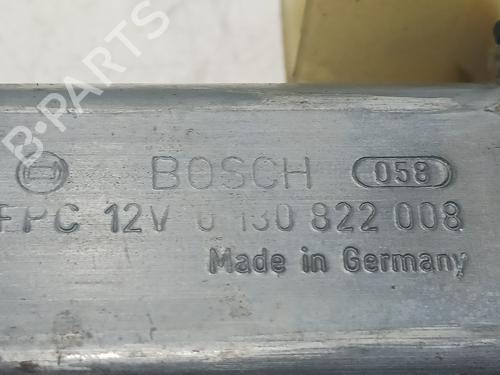 B-PARTS
BOSCH 058
FPC 12V 0 130 822 008
Made in Germany